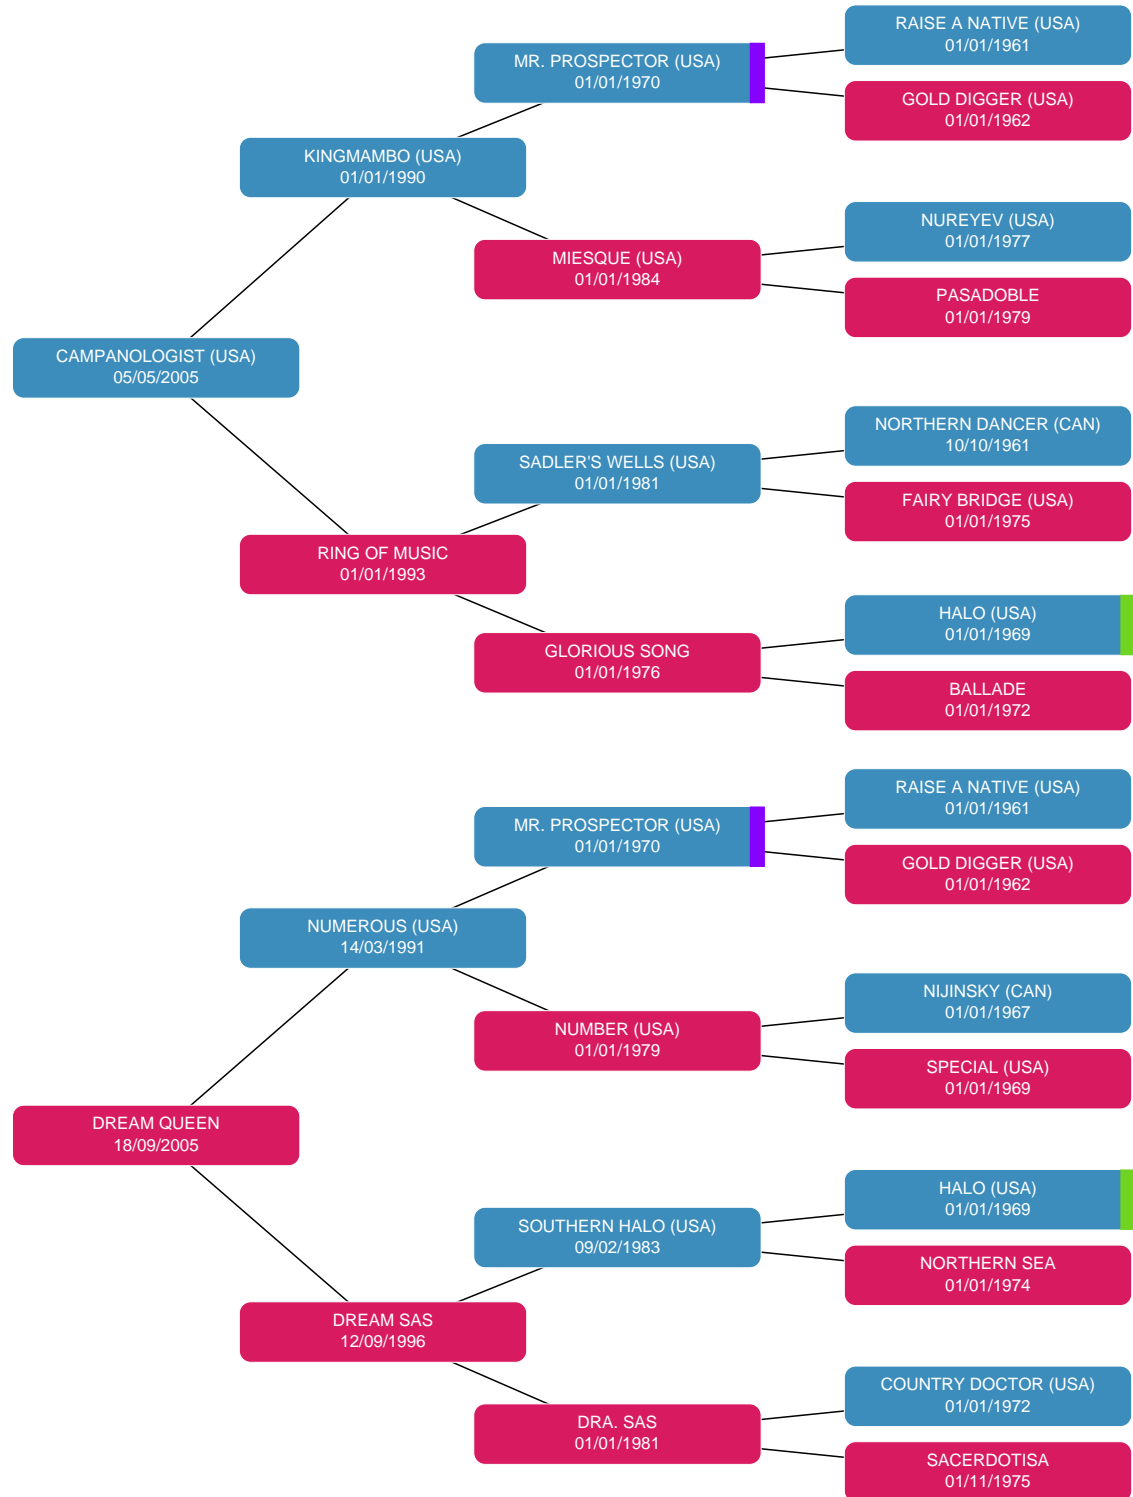 RAISE A NATIVE (USA)
01/01/1961
MR. PROSPECTOR (USA)
01/01/1970
GOLD DIGGER (USA)
01/01/1962
KINGMAMBO (USA)
01/01/1990
NUREYEV (USA)
01/01/1977
MIESQUE (USA)
01/01/1984
PASADOBLE
01/01/1979
CAMPANOLOGIST (USA)
05/05/2005
NORTHERN DANCER (CAN)
10/10/1961
SADLER'S WELLS (USA)
01/01/1981
FAIRY BRIDGE (USA)
01/01/1975
RING OF MUSIC
01/01/1993
HALO (USA)
01/01/1969
GLORIOUS SONG
01/01/1976
BALLADE
01/01/1972
RAISE A NATIVE (USA)
01/01/1961
MR. PROSPECTOR (USA)
01/01/1970
GOLD DIGGER (USA)
01/01/1962
NUMEROUS (USA)
14/03/1991
NIJINSKY (CAN)
01/01/1967
NUMBER (USA)
01/01/1979
SPECIAL (USA)
01/01/1969
DREAM QUEEN
18/09/2005
HALO (USA)
01/01/1969
SOUTHERN HALO (USA)
09/02/1983
NORTHERN SEA
01/01/1974
DREAM SAS
12/09/1996
COUNTRY DOCTOR (USA)
01/01/1972
DRA. SAS
01/01/1981
SACERDOTISA
01/11/1975